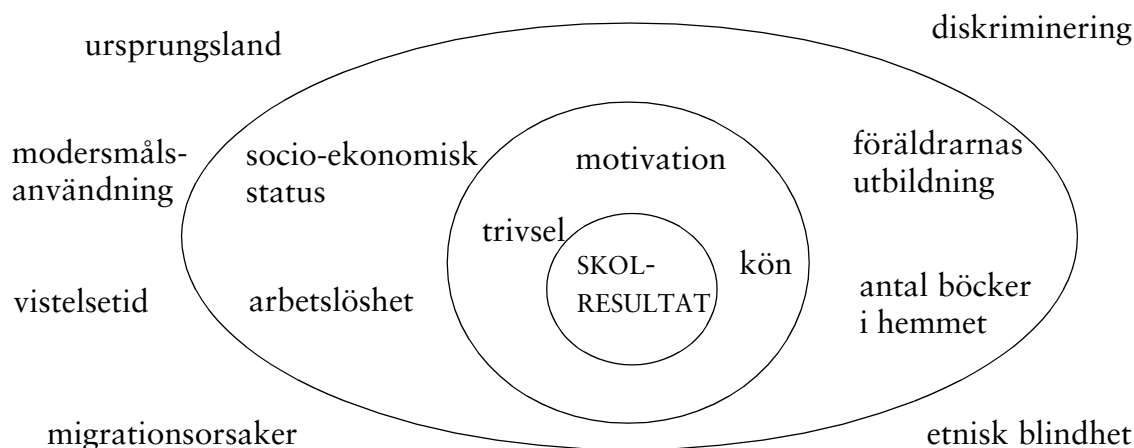 ursprungsland
diskriminering
modersmåls-
användning
socio-ekonomisk
status
motivation
föräldrarnas
utbildning
trivsel
SKOL-
RESULTAT
kön
vistelsetid
arbetslöshet
antal böcker
i hemmet
migrationsorsaker
etnisk blindhet